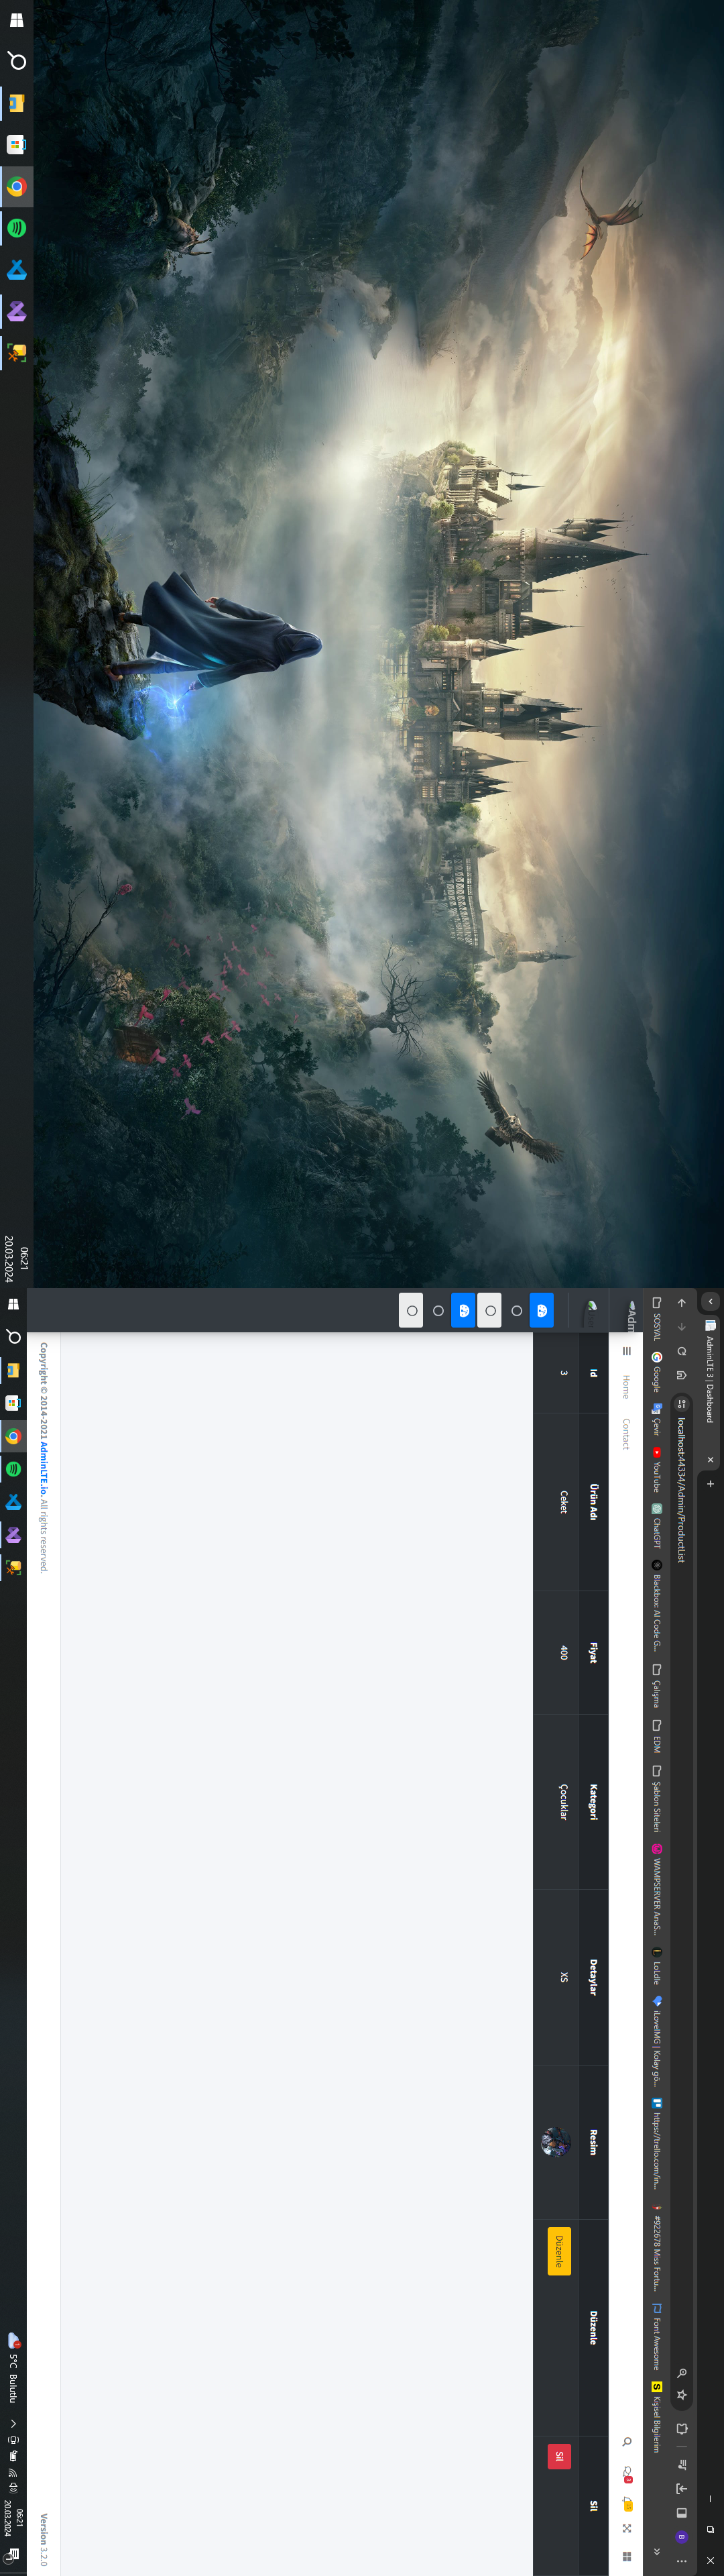 06:21
20.03.2024
AdminLTE 3 | Dashboard
localhost:44334/Admin/ProductList
SOSYAL Google Çevir YouTube ChatGPT Blackbox: AI Code G... Çalışma EDM Şablon Siteleri WAMPSERVER AnaS... LoLdle iLoveIMG | Kolay gö... https://trello.com/in... #922678 Miss Fortu... Font Awesome Kişisel Bilgilerim
Adm
Home Contact
Id Ürün Adı Fiyat Kategori Detaylar Resim Düzenle Sil
3 Ceket 400 Çocuklar XS Düzenle Sil
Copyright © 2014-2021 AdminLTE.io. All rights reserved. Version 3.2.0
5°C Bulutlu
06:21
20.03.2024